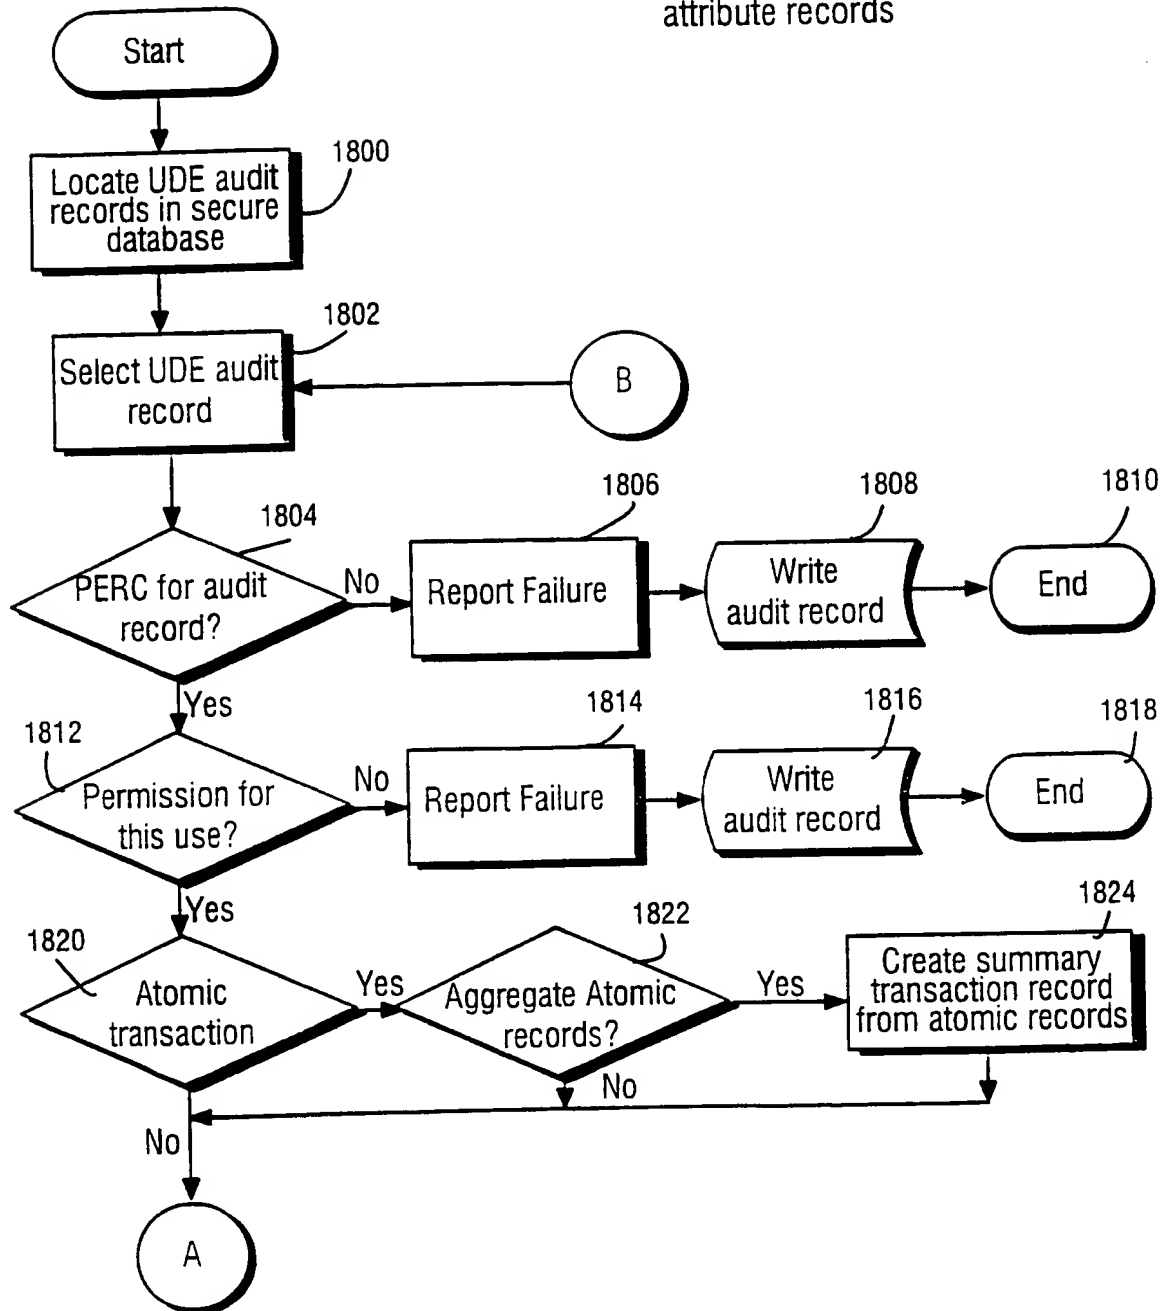 attribute records
Start
1800
Locate UDE audit
records in secure
database
1802
Select UDE audit
record
B
1804
PERC for audit
record?
No
1806
Report Failure
1808
Write
audit record
1810
End
Yes
1812
Permission for
this use?
No
1814
Report Failure
1816
Write
audit record
1818
End
Yes
1820
Atomic
transaction
Yes
1822
Aggregate Atomic
records?
Yes
1824
Create summary
transaction record
from atomic records
No
No
A